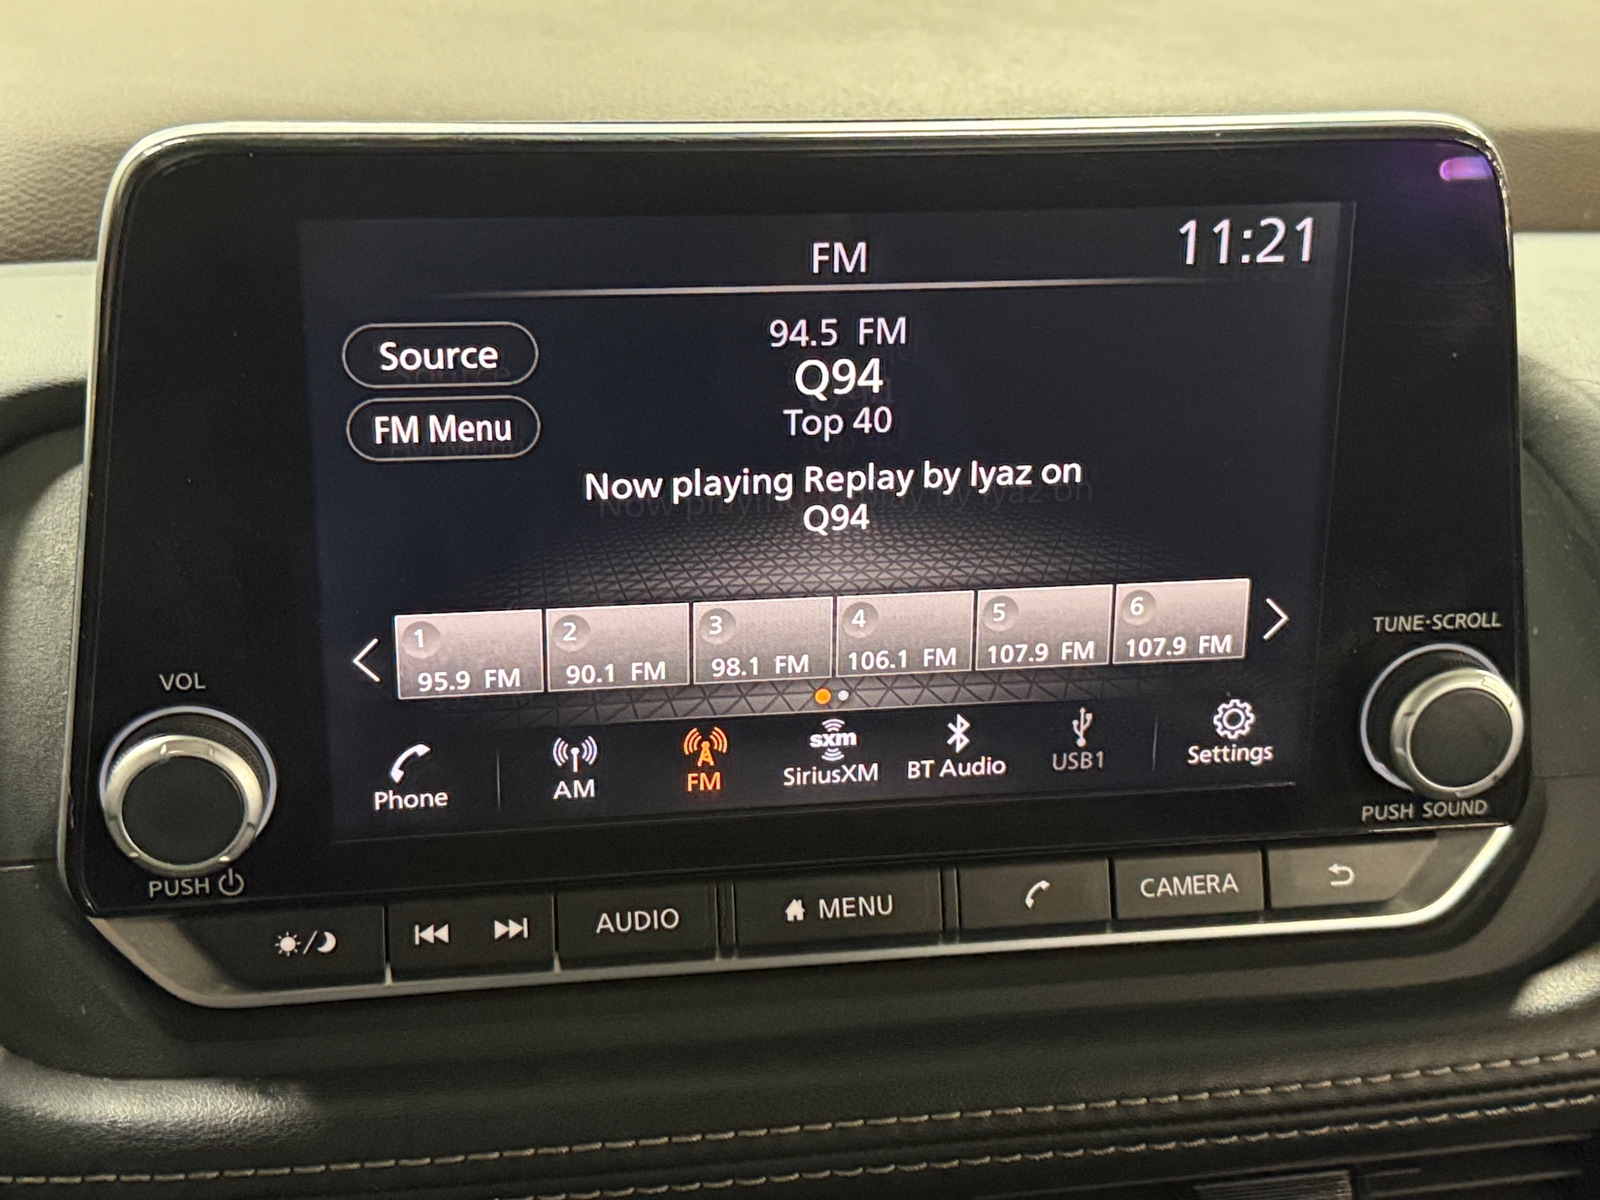 FM
11:21
Source
94.5 FM
Q94
FM Menu
Top 40
Now playing Replay by Iyaz on
Q94
1
95.9 FM
2
90.1 FM
3
98.1 FM
4
106.1 FM
5
107.9 FM
6
107.9 FM
VOL
TUNE·SCROLL
Phone
AM
FM
sxm
SiriusXM
BT Audio
USB1
Settings
PUSH
PUSH SOUND
AUDIO
MENU
CAMERA